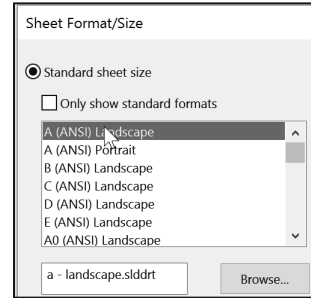 Sheet Format/Size
Standard sheet size
Only show standard formats
A (ANSI) Landscape
A (ANSI) Portrait
B (ANSI) Landscape
C (ANSI) Landscape
D (ANSI) Landscape
E (ANSI) Landscape
A0 (ANSI) Landscape
a - landscape.slddrt
Browse...